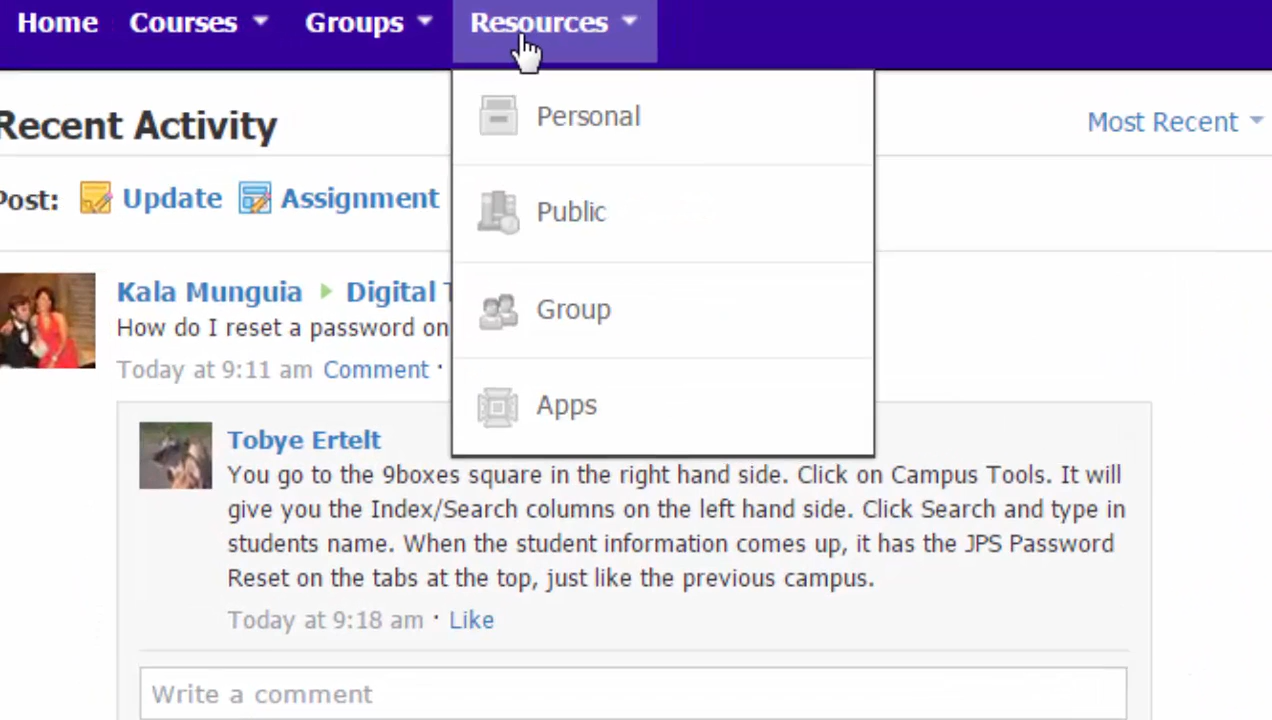 Home Courses Groups Resources
Personal
Recent Activity
Most Recent
Post: Update Assignment
Public
Kala Munguia Digital
Group
How do I reset a password on
Today at 9:11 am Comment ·
Apps
Tobye Ertelt
You go to the 9boxes square in the right hand side. Click on Campus Tools. It will
give you the Index/Search columns on the left hand side. Click Search and type in
students name. When the student information comes up, it has the JPS Password
Reset on the tabs at the top, just like the previous campus.
Today at 9:18 am · Like
Write a comment